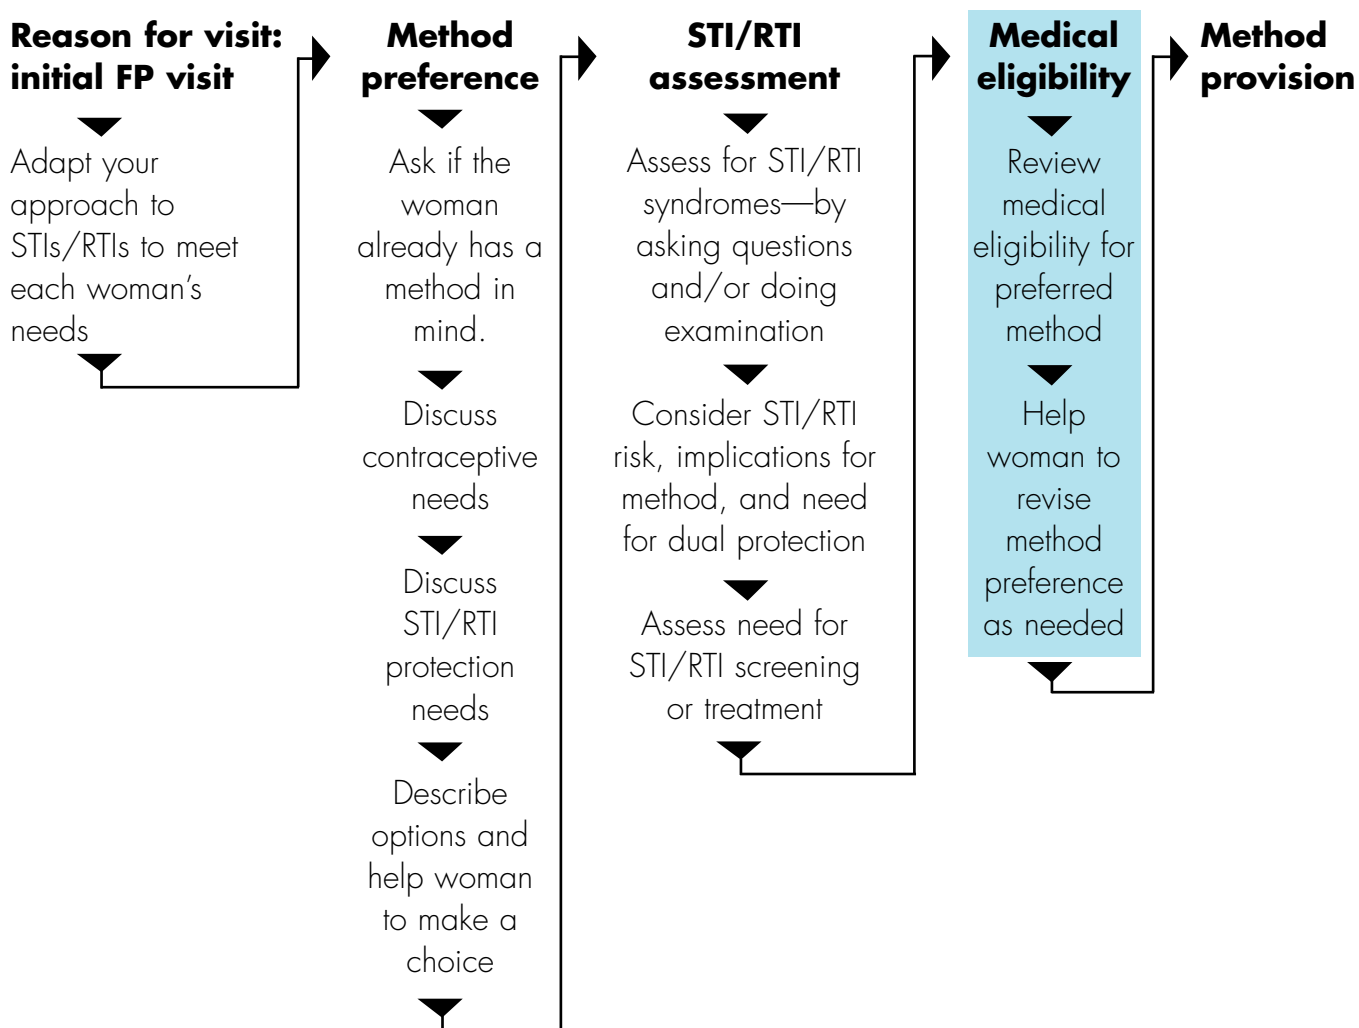 Reason for visit:
initial FP visit
Adapt your
approach to
STIs/RTIs to meet
each woman's
needs
Method
preference
Ask if the
woman
already has a
method in
mind.
Discuss
contraceptive
needs
Discuss
STI/RTI
protection
needs
Describe
options and
help woman
to make a
choice
STI/RTI
assessment
Assess for STI/RTI
syndromes—by
asking questions
and/or doing
examination
Consider STI/RTI
risk, implications for
method, and need
for dual protection
Assess need for
STI/RTI screening
or treatment
Medical
eligibility
Review
medical
eligibility for
preferred
method
Help
woman to
revise
method
preference
as needed
Method
provision